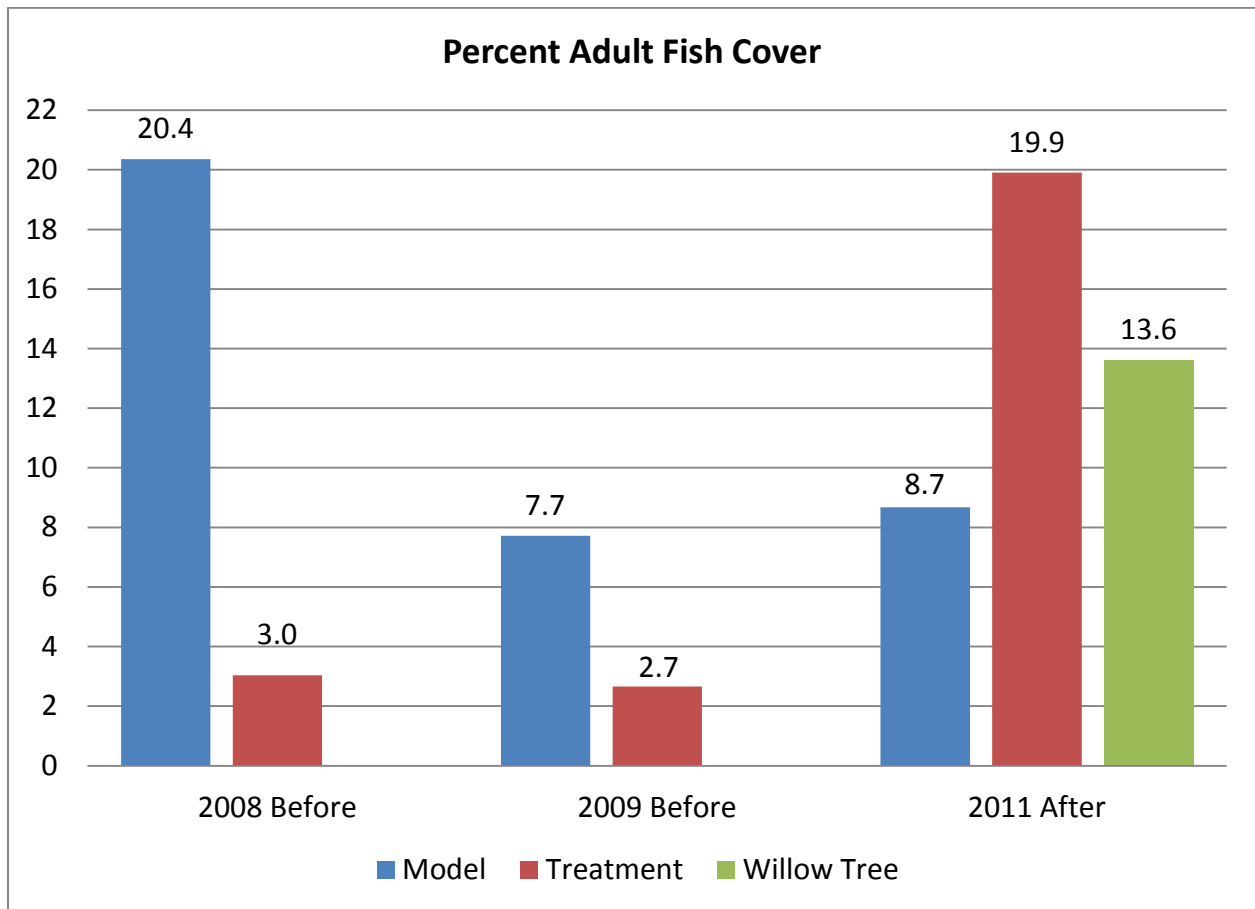 Percent Adult Fish Cover
22
20
18
16
14
12
10
8
6
4
2
0
20.4
3.0
7.7
2.7
8.7
19.9
13.6
2008 Before
2009 Before
2011 After
Model
Treatment
Willow Tree